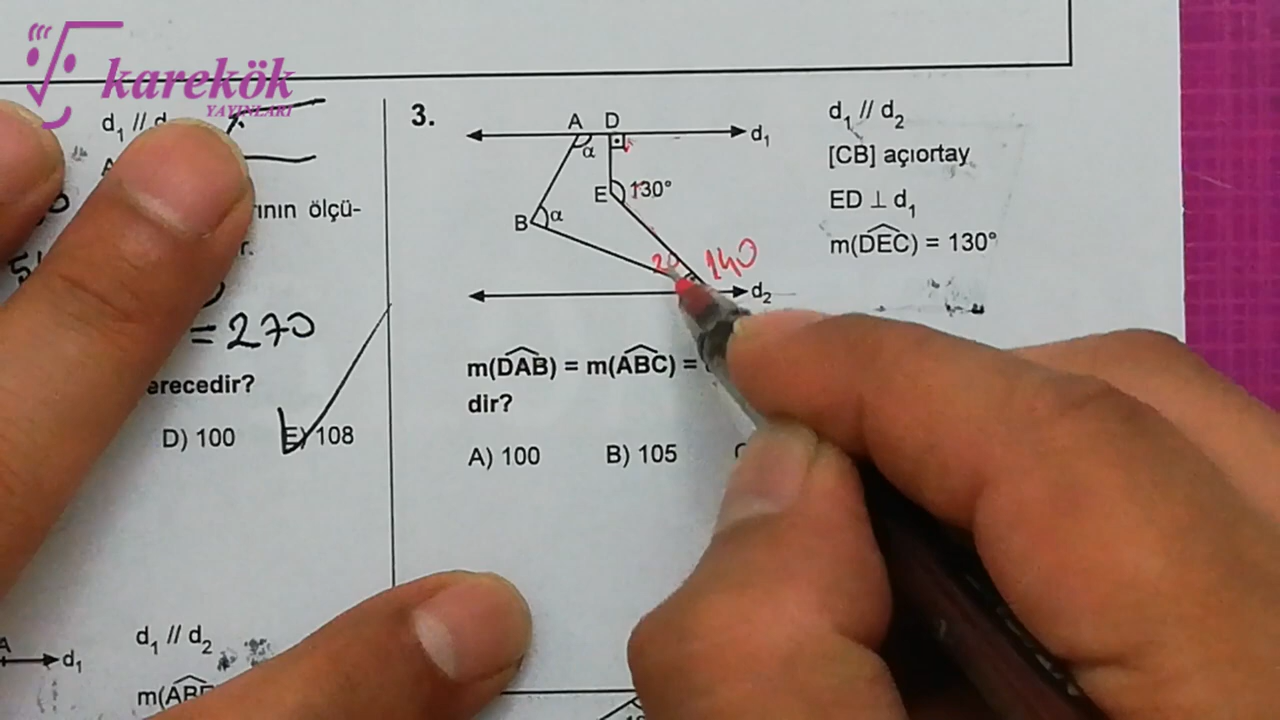 karekök
YAYINLARI
d₁ // d
rının ölçü-
r.
= 270
erecedir?
D) 100 E) 108
3.
A D
d₁
α
E 130°
B α
20 140
d₂
d₁ // d₂
[CB] açıortay
ED ⊥ d₁
m(DEC) = 130°
m(DAB) = m(ABC) =
dir?
A) 100 B) 105
A
d₁
d₁ // d₂